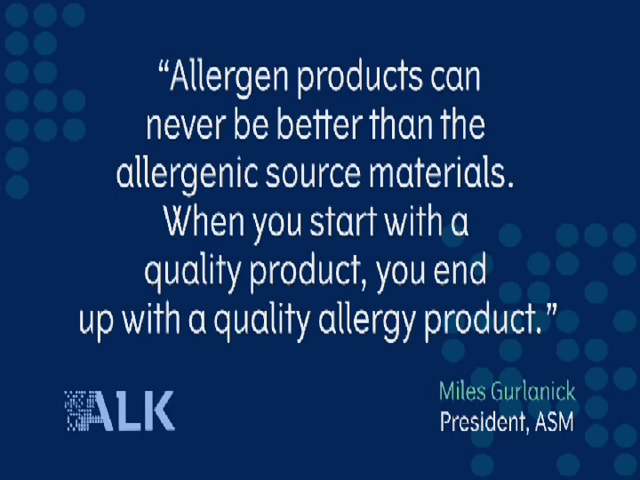 “Allergen products can
never be better than the
allergenic source materials.
When you start with a
quality product, you end
up with a quality allergy product.”
ALK
Miles Gurlanick
President, ASM